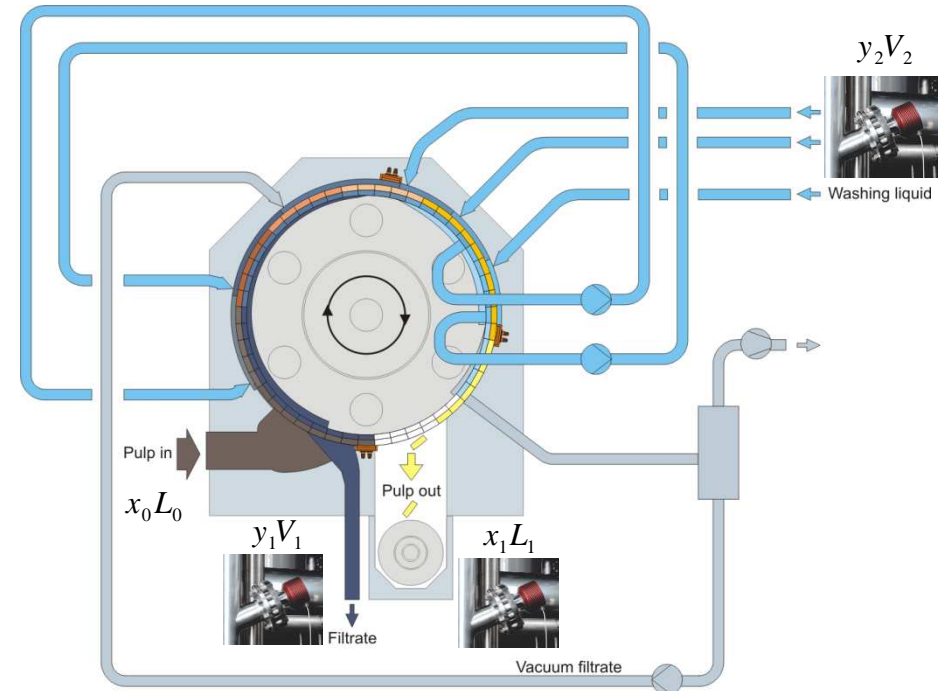 y₂V₂
Washing liquid
Pulp in
x₀L₀
Pulp out
y₁V₁
x₁L₁
Filtrate
Vacuum filtrate